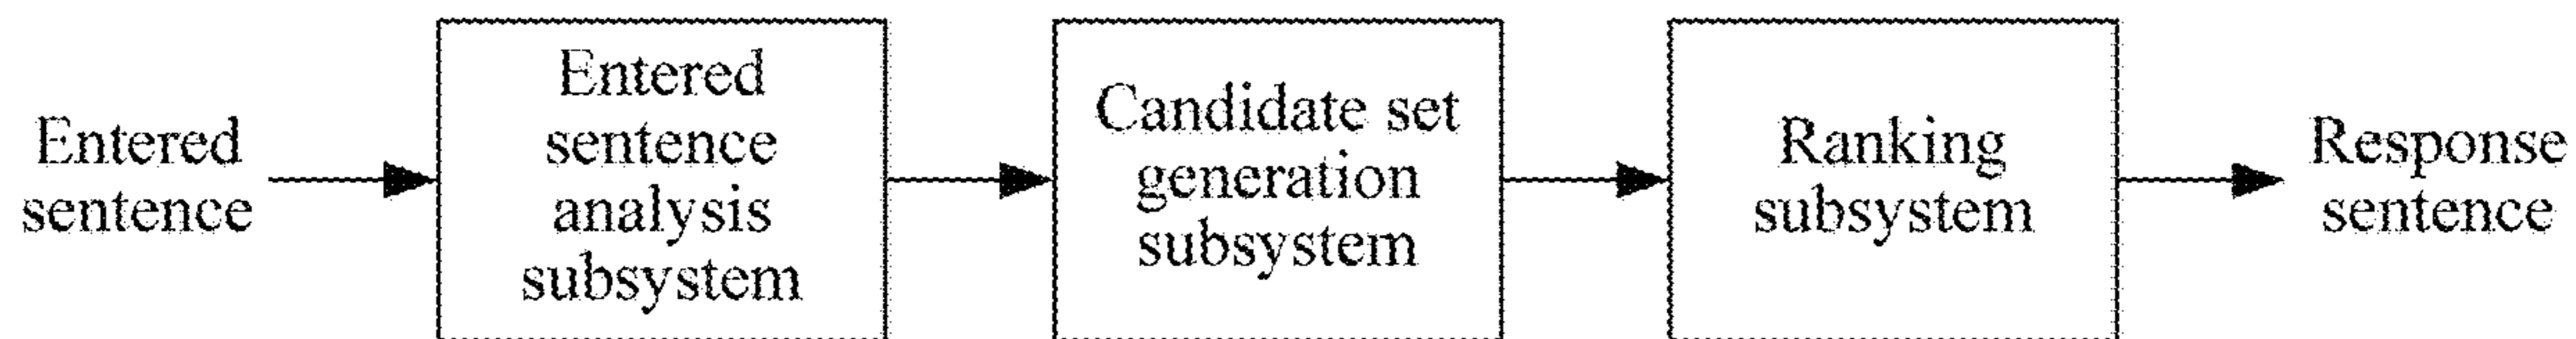 Entered
sentence
Entered
sentence
analysis
subsystem
Candidate set
generation
subsystem
Ranking
subsystem
Response
sentence